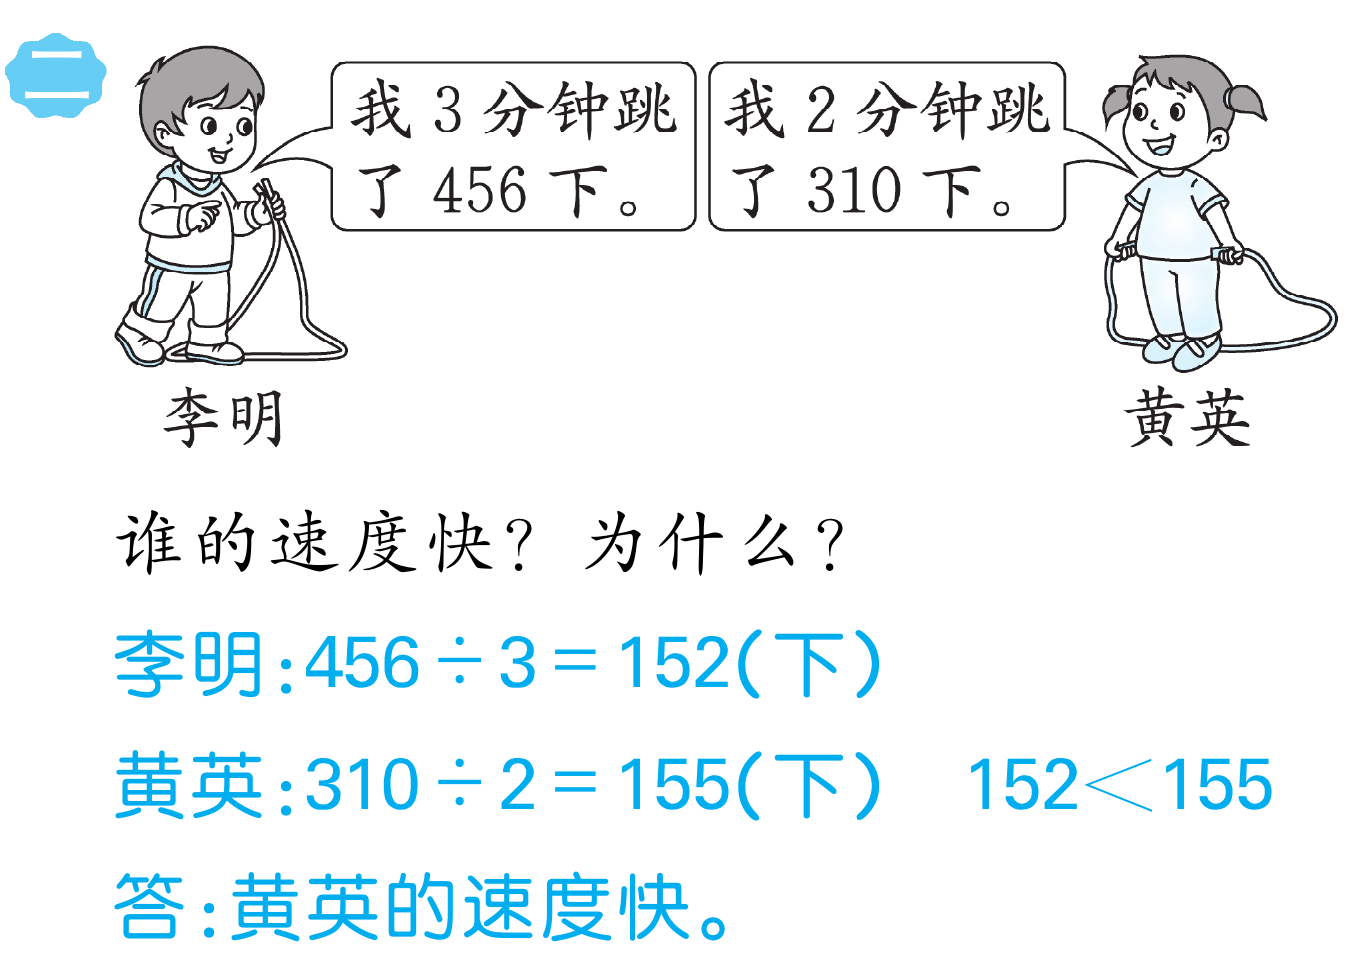 二
我 3 分钟跳
了 456 下。
我 2 分钟跳
了 310 下。
李明
黄英
谁的速度快？为什么？
李明:456÷3=152(下)
黄英:310÷2=155(下) 152<155
答:黄英的速度快。